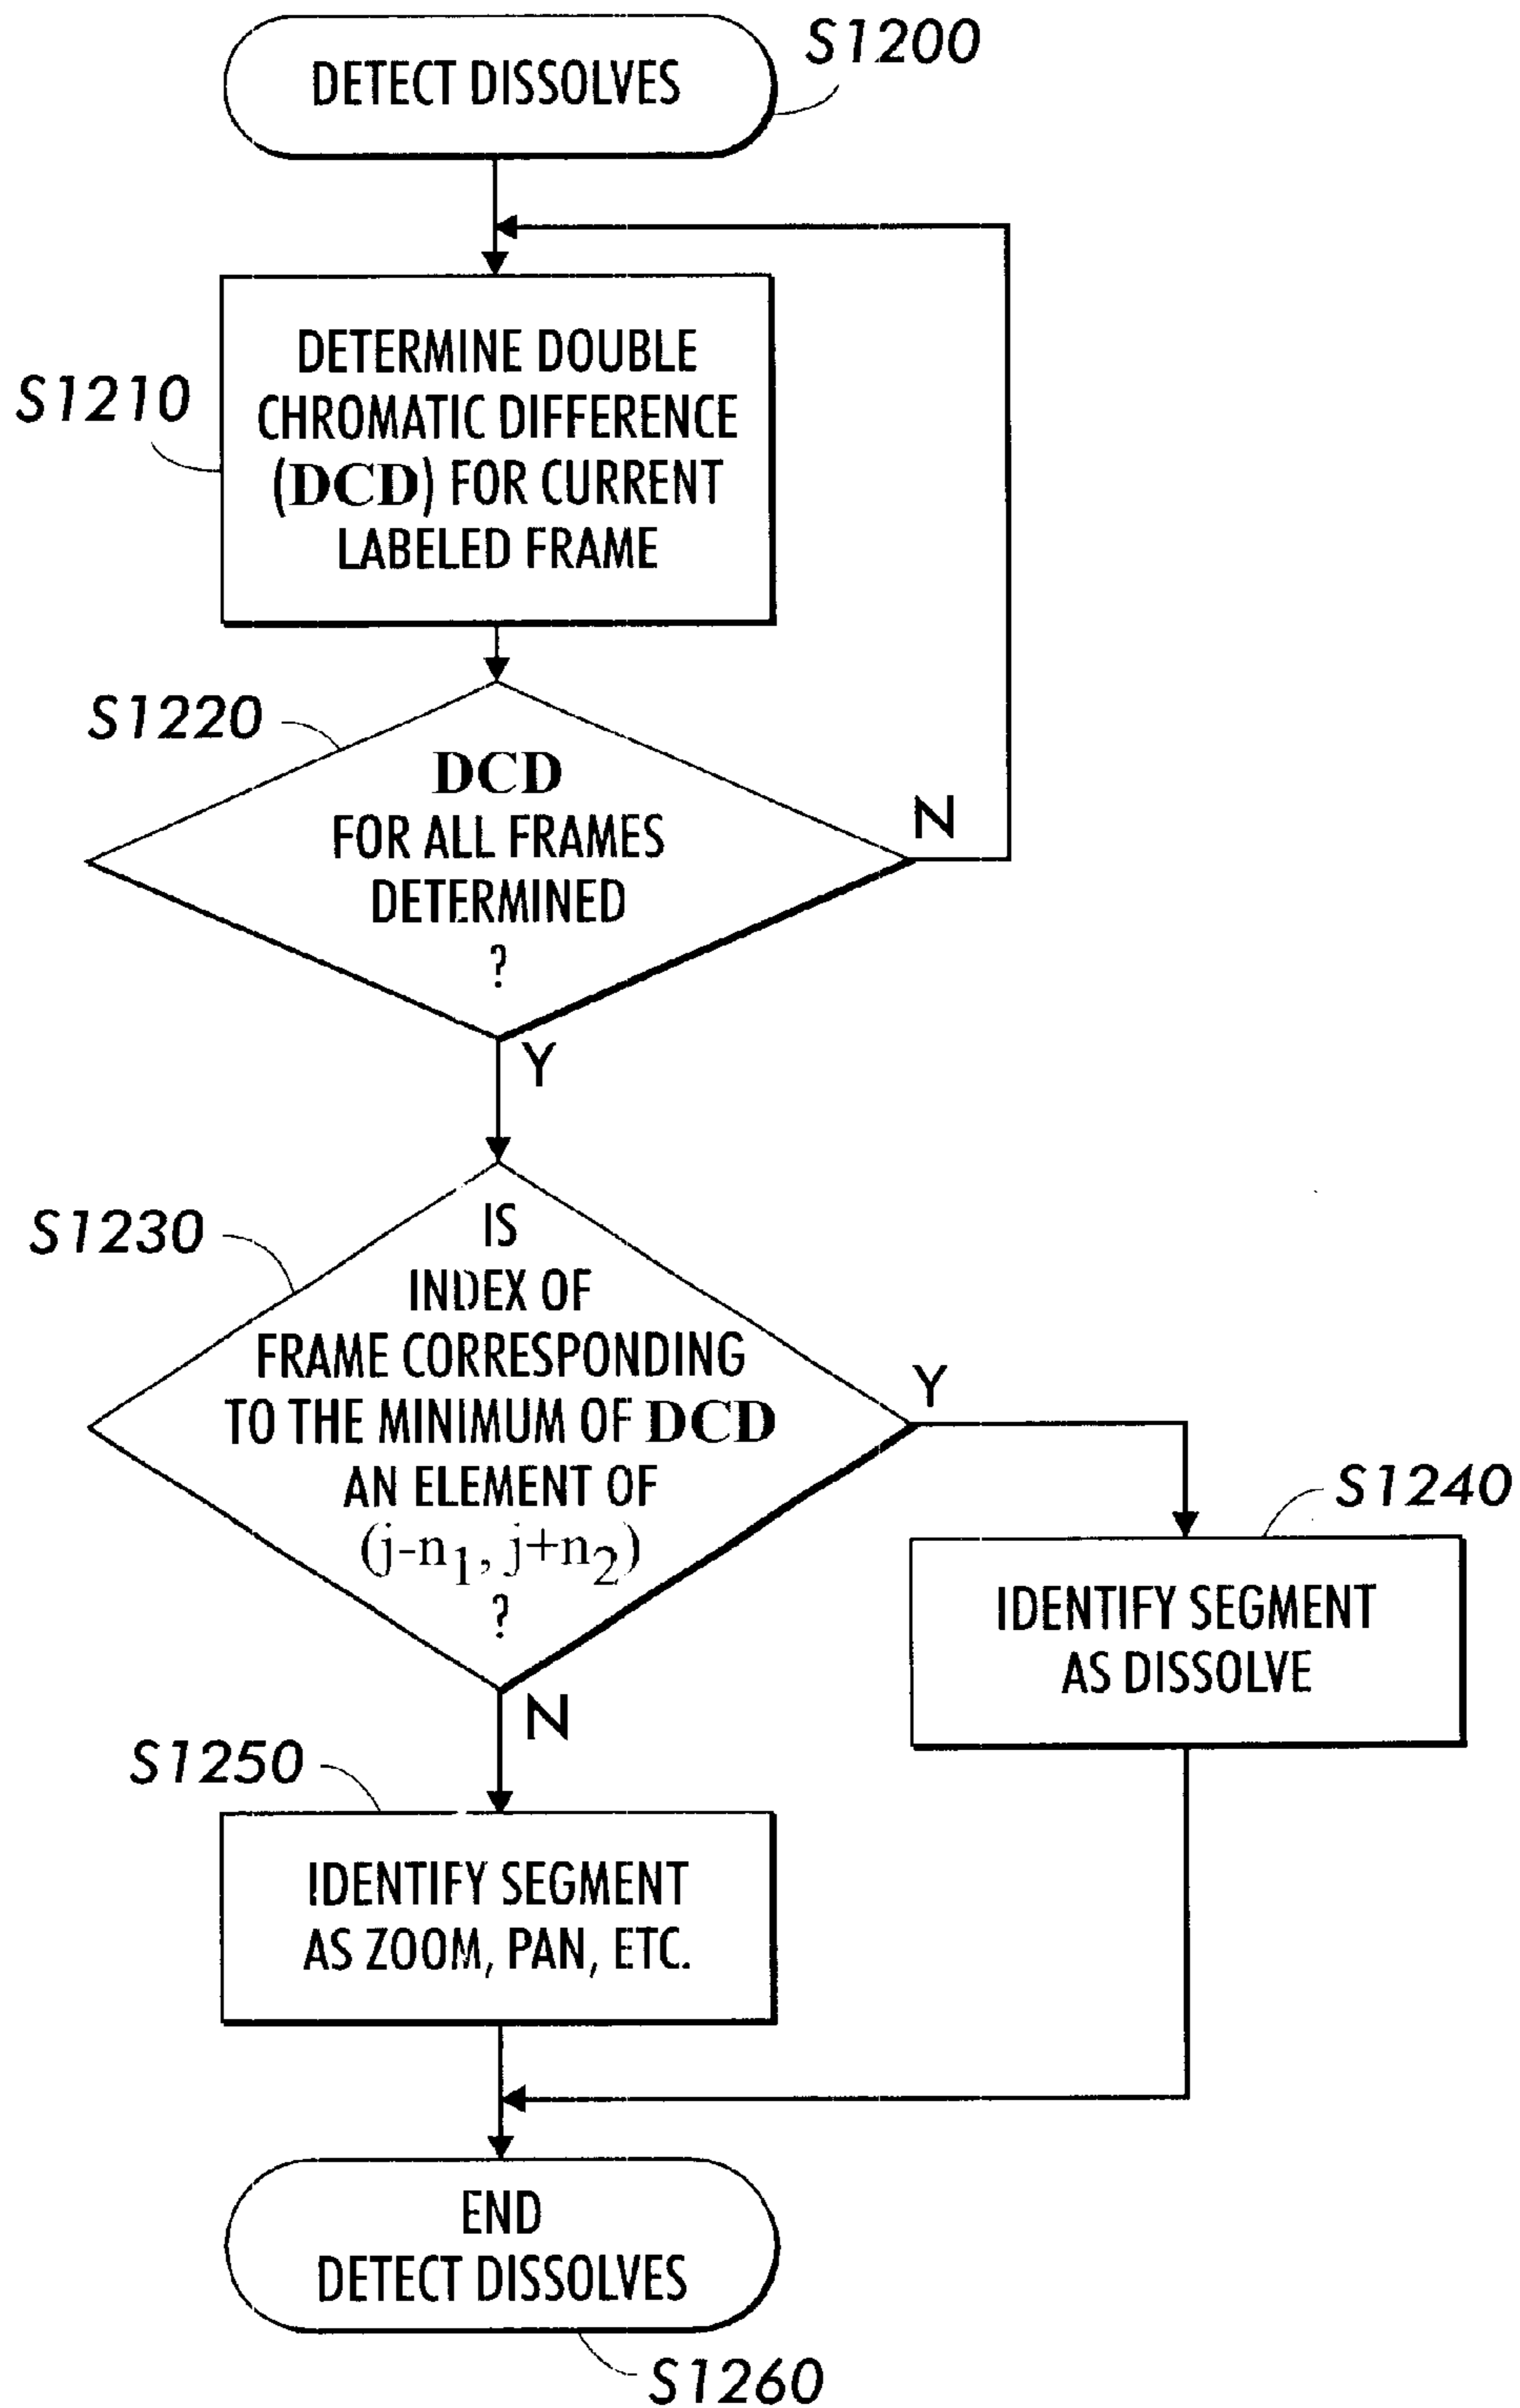 DETECT DISSOLVES
S1200
DETERMINE DOUBLE
CHROMATIC DIFFERENCE
(DCD) FOR CURRENT
LABELED FRAME
S1210
S1220
DCD
FOR ALL FRAMES
DETERMINED
?
N
Y
S1230
IS
INDEX OF
FRAME CORRESPONDING
TO THE MINIMUM OF DCD
AN ELEMENT OF
(j-n1, j+n2)
?
Y
N
S1240
IDENTIFY SEGMENT
AS DISSOLVE
S1250
IDENTIFY SEGMENT
AS ZOOM, PAN, ETC.
END
DETECT DISSOLVES
S1260